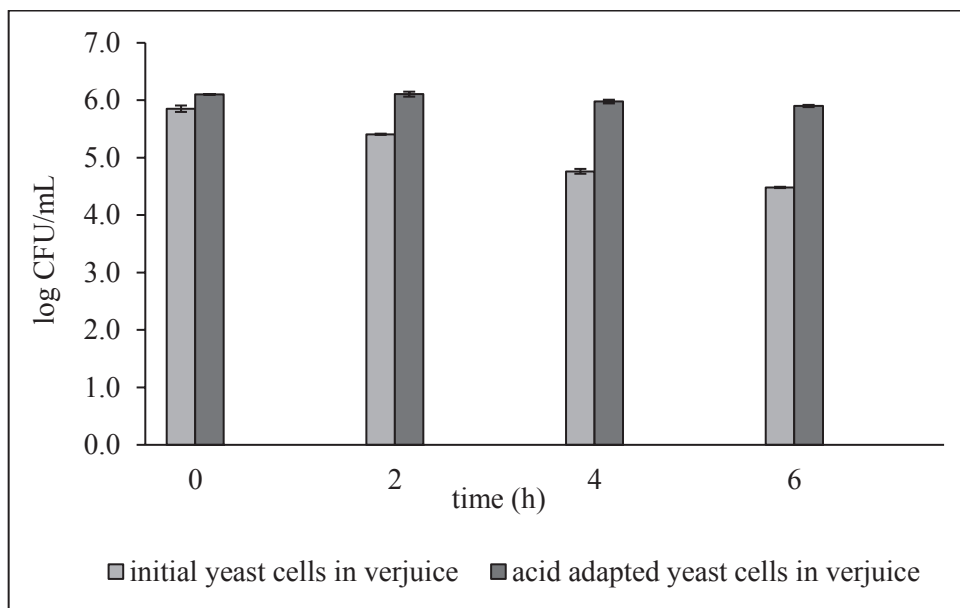 7.0
6.0
5.0
4.0
3.0
2.0
1.0
0.0
log CFU/mL
0 2 4 6
time (h)
initial yeast cells in verjuice acid adapted yeast cells in verjuice